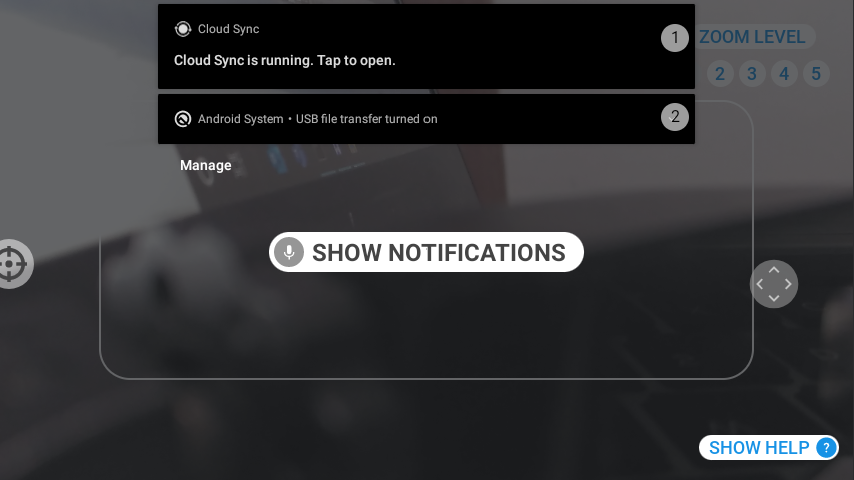 Cloud Sync
1
ZOOM LEVEL
Cloud Sync is running. Tap to open.
2 3 4 5
Android System • USB file transfer turned on
2
Manage
SHOW NOTIFICATIONS
SHOW HELP ?